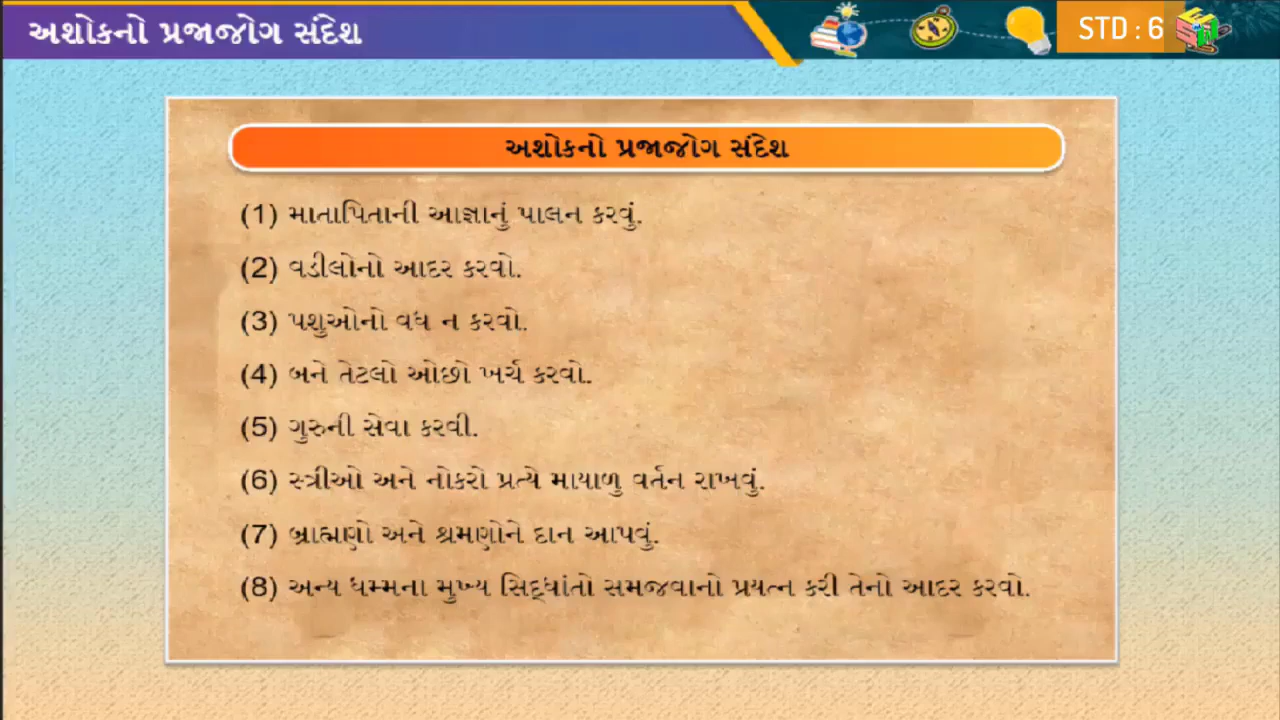 અશોકનો પ્રજાજોગ સંદેશ
STD : 6
અશોકનો પ્રજાજોગ સંદેશ
(1) માતાપિતાની આજ્ઞાનું પાલન કરવું.
(2) વડીલોનો આદર કરવો.
(3) પશુઓનો વધ ન કરવો.
(4) બને તેટલો ઓછો ખર્ચ કરવો.
(5) ગુરુની સેવા કરવી.
(6) સ્ત્રીઓ અને નોકરો પ્રત્યે માયાળુ વર્તન રાખવું.
(7) બ્રાહ્મણો અને શ્રમણોને દાન આપવું.
(8) અન્ય ધમ્મના મુખ્ય સિદ્ધાંતો સમજવાનો પ્રયત્ન કરી તેનો આદર કરવો.